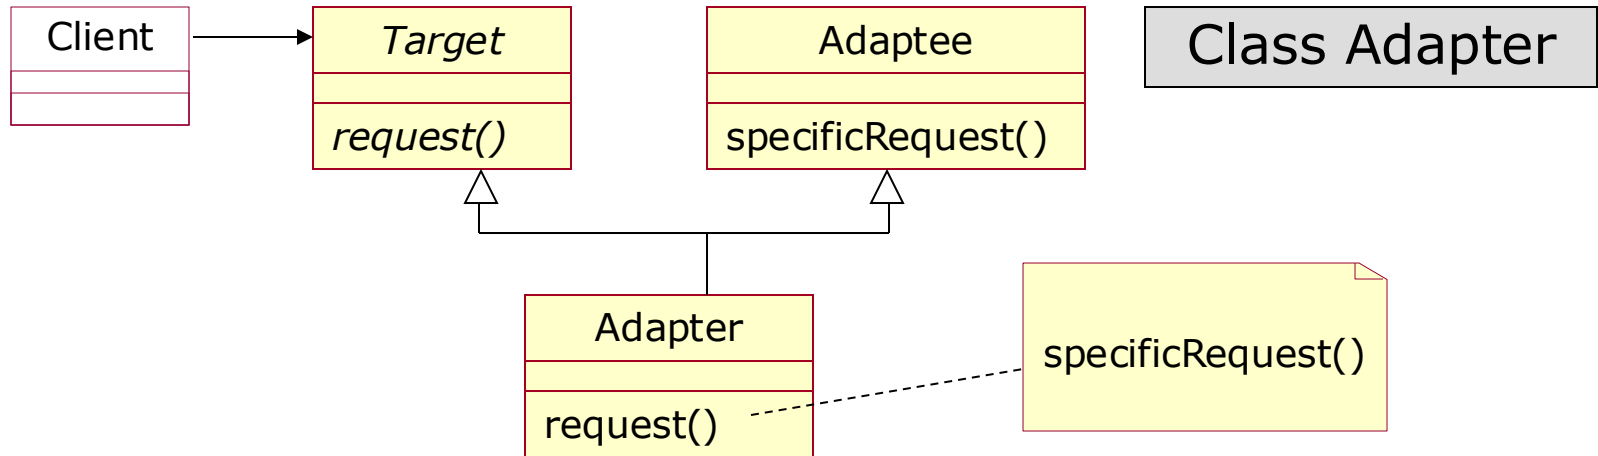 Client
Target
request()
Adaptee
specificRequest()
Class Adapter
Adapter
request()
specificRequest()